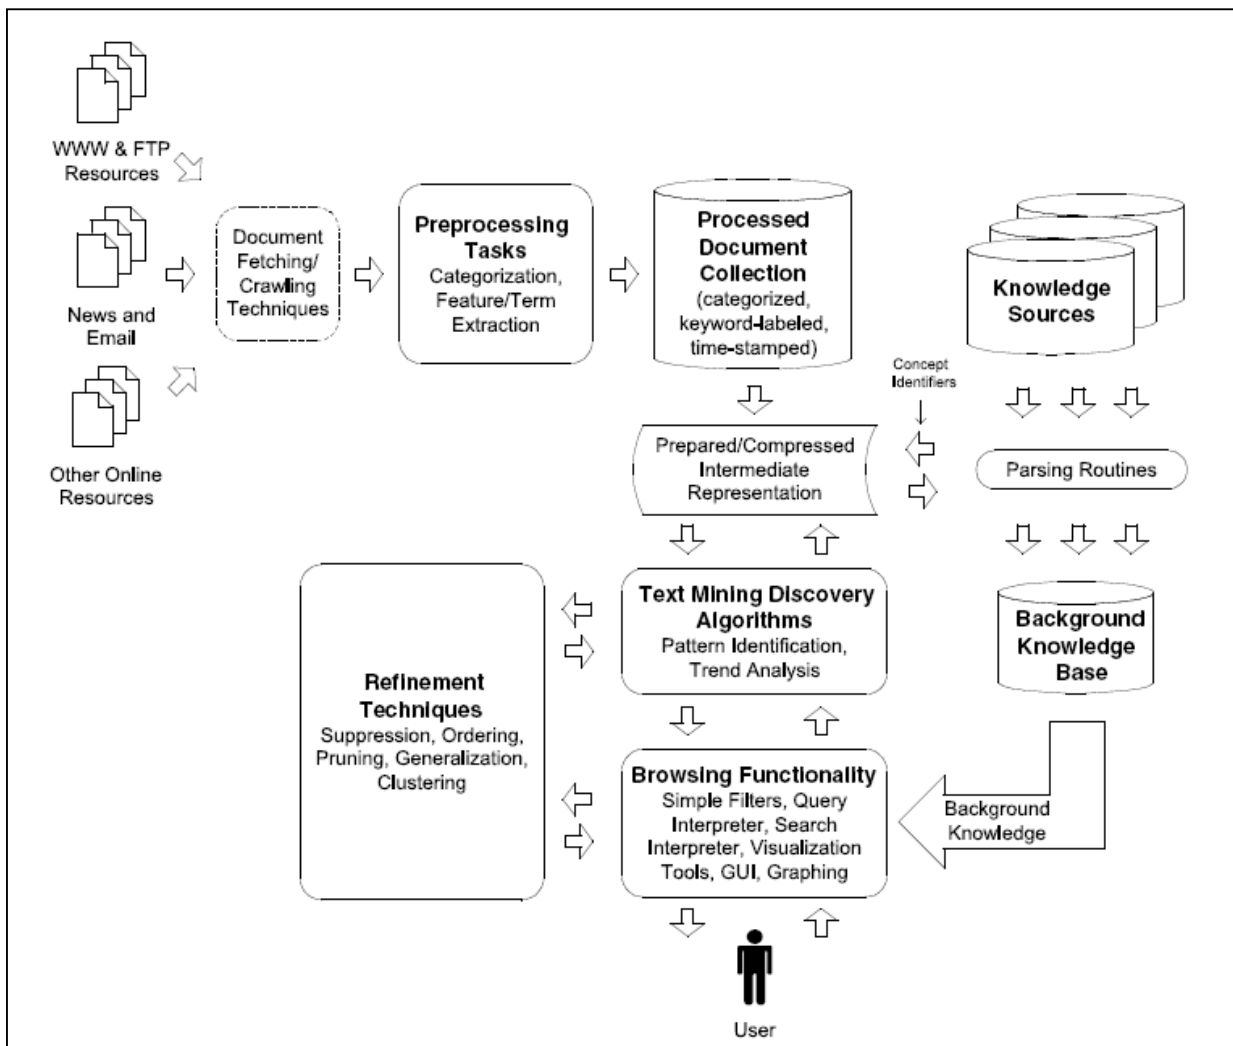 WWW & FTP
Resources
News and
Email
Other Online
Resources
Document
Fetching/
Crawling
Techniques
Preprocessing
Tasks
Categorization,
Feature/Term
Extraction
Processed
Document
Collection
(categorized,
keyword-labeled,
time-stamped)
Knowledge
Sources
Concept
Identifiers
Prepared/Compressed
Intermediate
Representation
Parsing Routines
Text Mining Discovery
Algorithms
Pattern Identification,
Trend Analysis
Background
Knowledge
Base
Refinement
Techniques
Suppression, Ordering,
Pruning, Generalization,
Clustering
Browsing Functionality
Simple Filters, Query
Interpreter, Search
Interpreter, Visualization
Tools, GUI, Graphing
Background
Knowledge
User